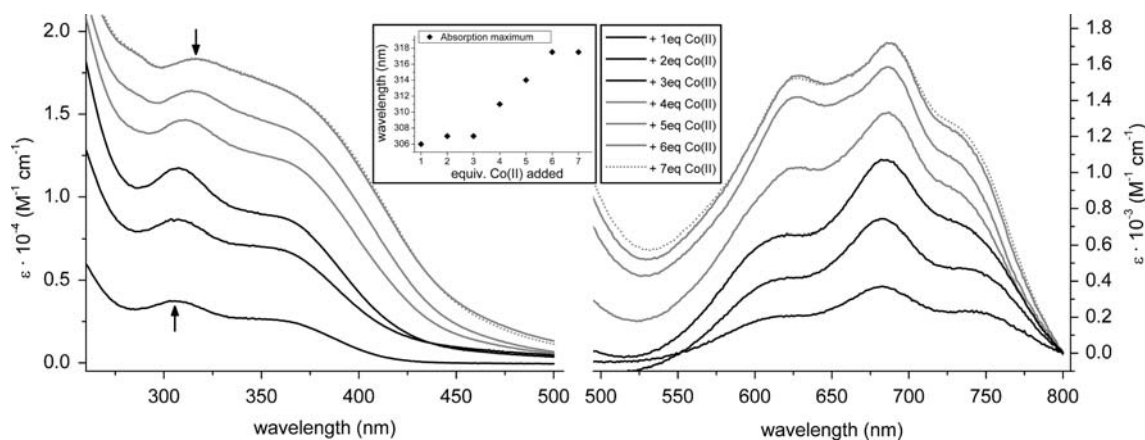 2.0
1.5
1.0
0.5
0.0
ε · 10⁻⁴ (M⁻¹ cm⁻¹)
300
350
400
450
500
wavelength (nm)
Absorption maximum
318
316
314
312
310
308
306
wavelength (nm)
1
2
3
4
5
6
7
equiv. Co(II) added
+ 1eq Co(II)
+ 2eq Co(II)
+ 3eq Co(II)
+ 4eq Co(II)
+ 5eq Co(II)
+ 6eq Co(II)
+ 7eq Co(II)
500
550
600
650
700
750
800
wavelength (nm)
1.8
1.6
1.4
1.2
1.0
0.8
0.6
0.4
0.2
0.0
ε · 10⁻³ (M⁻¹ cm⁻¹)